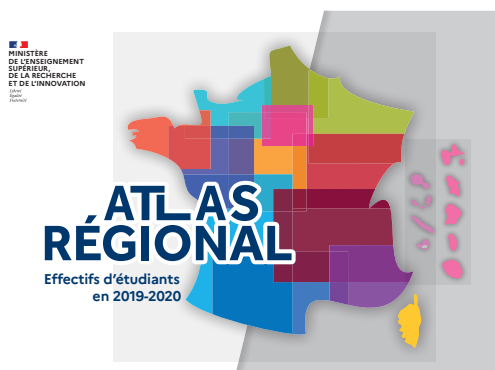 MINISTÈRE
DE L'ENSEIGNEMENT
SUPÉRIEUR,
DE LA RECHERCHE
ET DE L'INNOVATION
Liberté
Égalité
Fraternité
ATLAS
RÉGIONAL
Effectifs d'étudiants
en 2019-2020